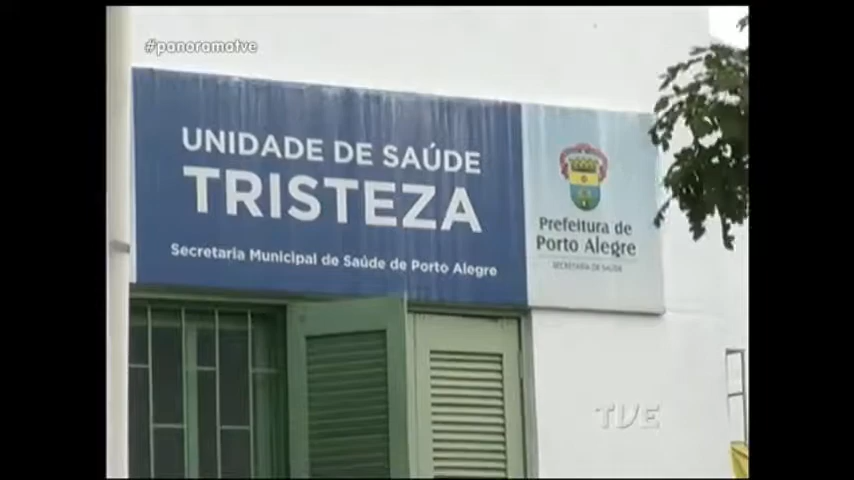 #panoramatve
UNIDADE DE SAÚDE
TRISTEZA
Secretaria Municipal de Saúde de Porto Alegre
Prefeitura de
Porto Alegre
SECRETARIA DE SAÚDE
TVE